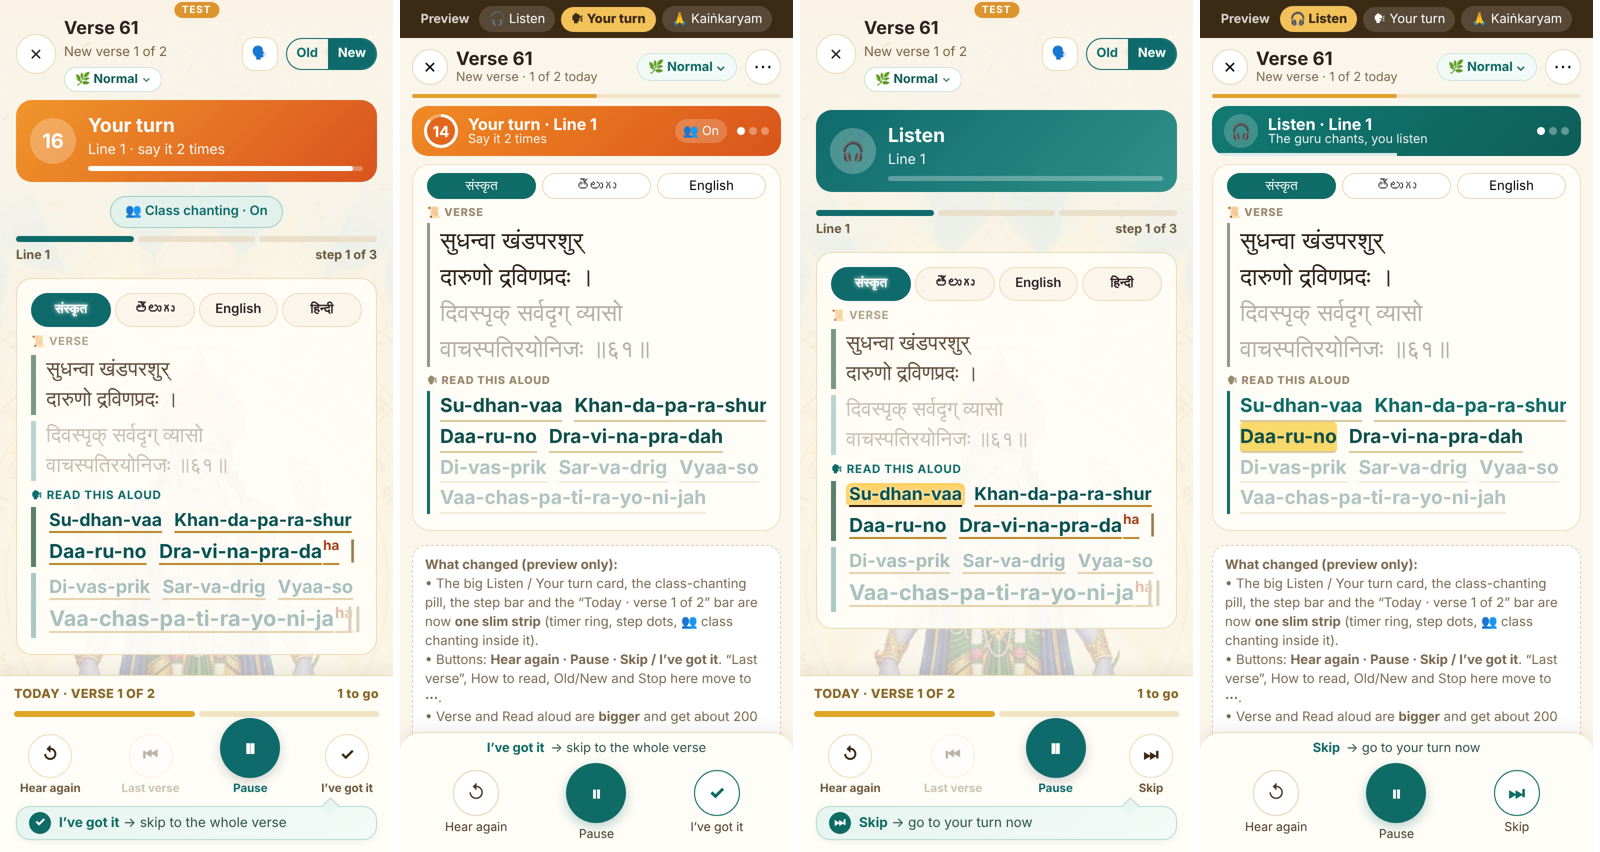 TEST
Verse 61
New verse 1 of 2
🌿 Normal
Old New
16
Your turn
Line 1 · say it 2 times
👥 Class chanting · On
Line 1 step 1 of 3
संस्कृत తెలుగు English हिन्दी
📜 VERSE
सुधन्वा खंडपरशुर्
दारुणो द्रविणप्रदः ।
दिवस्पृक् सर्वदृग् व्यासो
वाचस्पतिरयोनिजः ॥६१॥
🗣 READ THIS ALOUD
Su-dhan-vaa Khan-da-pa-ra-shur
Daa-ru-no Dra-vi-na-pra-daha |
Di-vas-prik Sar-va-drig Vyaa-so
Vaa-chas-pa-ti-ra-yo-ni-jaha ||
TODAY · VERSE 1 OF 2 1 to go
Hear again Last verse Pause I've got it
I've got it → skip to the whole verse
Preview 🎧 Listen 🗣 Your turn 🙏 Kaiṅkaryam
Verse 61
New verse · 1 of 2 today
🌿 Normal
14
Your turn · Line 1
Say it 2 times
👥 On
संस्कृत తెలుగు English
📜 VERSE
सुधन्वा खंडपरशुर्
दारुणो द्रविणप्रदः ।
दिवस्पृक् सर्वदृग् व्यासो
वाचस्पतिरयोनिजः ॥६१॥
🗣 READ THIS ALOUD
Su-dhan-vaa Khan-da-pa-ra-shur
Daa-ru-no Dra-vi-na-pra-dah
Di-vas-prik Sar-va-drig Vyaa-so
Vaa-chas-pa-ti-ra-yo-ni-jah
What changed (preview only):
• The big Listen / Your turn card, the class-chanting
pill, the step bar and the “Today · verse 1 of 2” bar are
now one slim strip (timer ring, step dots, 👥 class
chanting inside it).
• Buttons: Hear again · Pause · Skip / I’ve got it. “Last
verse”, How to read, Old/New and Stop here move to
⋯.
• Verse and Read aloud are bigger and get about 200
I've got it → skip to the whole verse
Hear again Pause I've got it
TEST
Verse 61
New verse 1 of 2
🌿 Normal
Old New
Listen
Line 1
Line 1 step 1 of 3
संस्कृत తెలుగు English हिन्दी
📜 VERSE
सुधन्वा खंडपरशुर्
दारुणो द्रविणप्रदः ।
दिवस्पृक् सर्वदृग् व्यासो
वाचस्पतिरयोनिजः ॥६१॥
🗣 READ THIS ALOUD
Su-dhan-vaa Khan-da-pa-ra-shur
Daa-ru-no Dra-vi-na-pra-daha |
Di-vas-prik Sar-va-drig Vyaa-so
Vaa-chas-pa-ti-ra-yo-ni-jaha ||
TODAY · VERSE 1 OF 2 1 to go
Hear again Last verse Pause Skip
Skip → go to your turn now
Preview 🎧 Listen 🗣 Your turn 🙏 Kaiṅkaryam
Verse 61
New verse · 1 of 2 today
🌿 Normal
Listen · Line 1
The guru chants, you listen
संस्कृत తెలుగు English
📜 VERSE
सुधन्वा खंडपरशुर्
दारुणो द्रविणप्रदः ।
दिवस्पृक् सर्वदृग् व्यासो
वाचस्पतिरयोनिजः ॥६१॥
🗣 READ THIS ALOUD
Su-dhan-vaa Khan-da-pa-ra-shur
Daa-ru-no Dra-vi-na-pra-dah
Di-vas-prik Sar-va-drig Vyaa-so
Vaa-chas-pa-ti-ra-yo-ni-jah
What changed (preview only):
• The big Listen / Your turn card, the class-chanting
pill, the step bar and the “Today · verse 1 of 2” bar are
now one slim strip (timer ring, step dots, 👥 class
chanting inside it).
• Buttons: Hear again · Pause · Skip / I’ve got it. “Last
verse”, How to read, Old/New and Stop here move to
⋯.
• Verse and Read aloud are bigger and get about 200
Skip → go to your turn now
Hear again Pause Skip